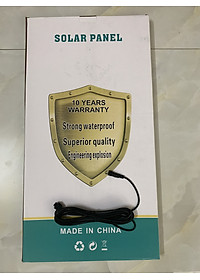 SOLAR PANEL
10 YEARS
WARRANTY
Strong waterproof
Superior quality
Engineering explosion
MADE IN CHINA